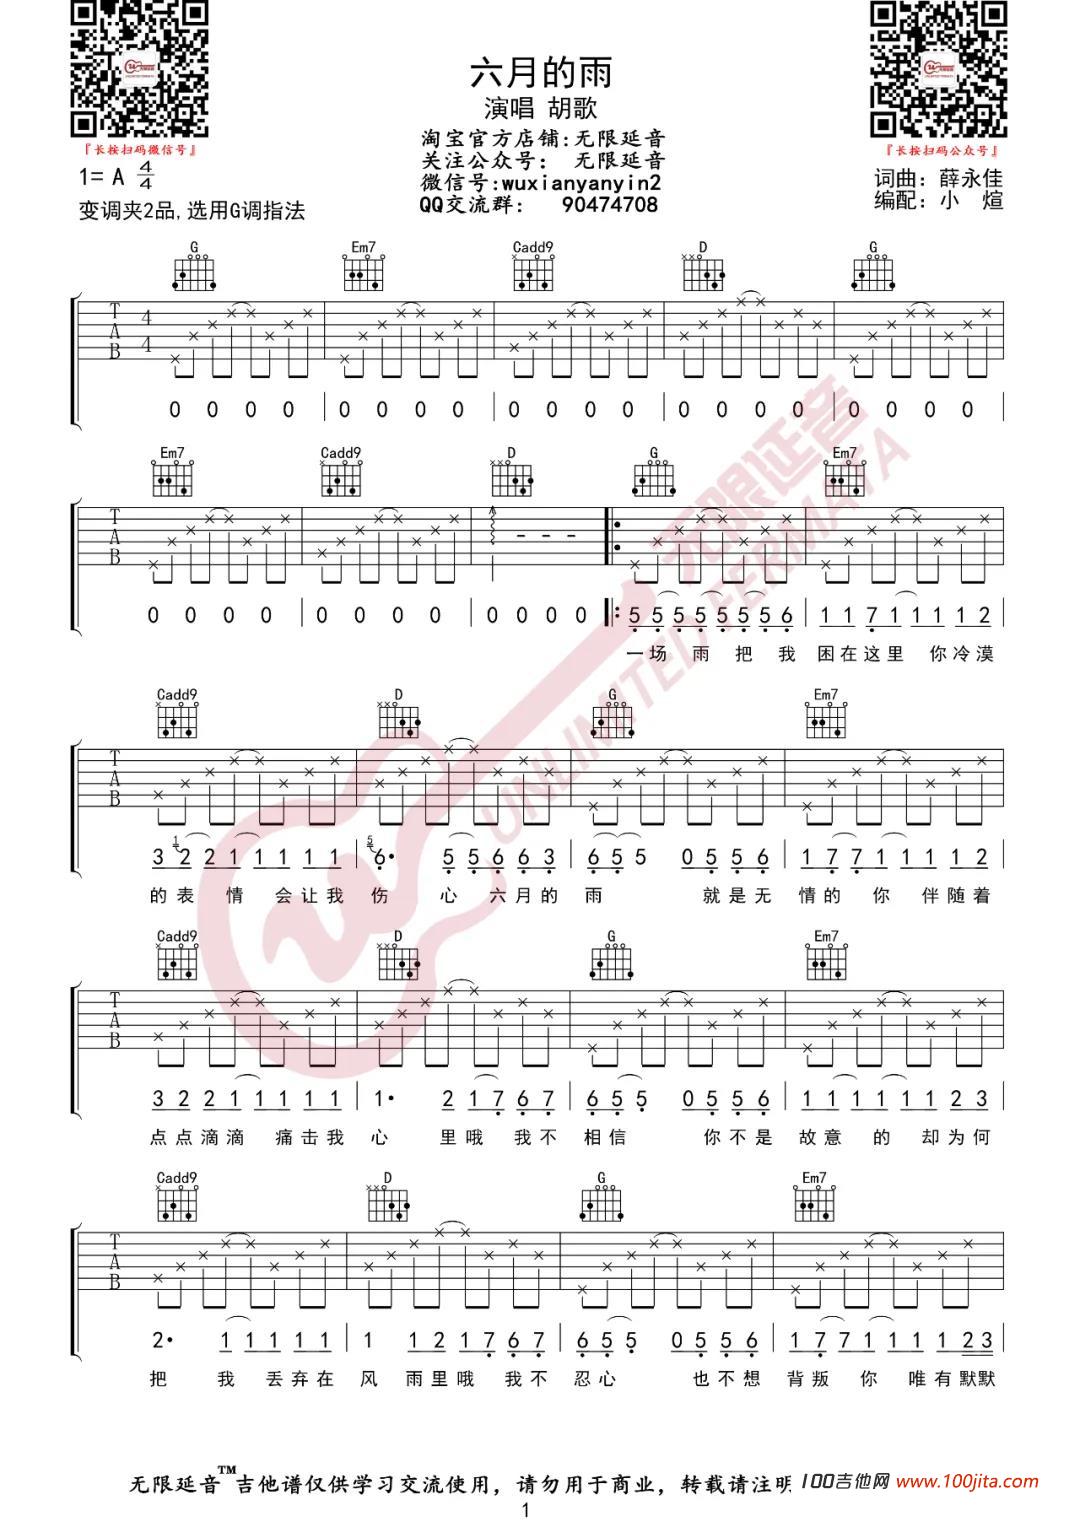 六月的雨
演唱 胡歌
淘宝官方店铺:无限延音
关注公众号: 无限延音
微信号:wuxianyanyin2
QQ交流群: 90474708
『长按扫码微信号』
『长按扫码公众号』
1= A 4/4
变调夹2品,选用G调指法
词曲: 薛永佳
编配: 小 煊
G Em7 Cadd9 D G
T A B 4 4
0 0 0 0 | 0 0 0 0 | 0 0 0 0 | 0 0 0 0 | 0 0 0 0
Em7 Cadd9 D G Em7
T A B
0 0 0 0 | 0 0 0 0 | 0 0 0 0 |: 5 5 5 5 5 5 6 | 1 1 7 1 1 1 2
一场 雨 把 我 困在这里 你冷漠
Cadd9 D G Em7
T A B
3 1 2 2 1 1 1 1 1 | 5 6· 5 5 6 6 3 | 6 5 5 0 5 5 6 | 1 7 7 1 1 1 1 2
的表 情 会让我 伤 心 六月的 雨 就是无 情的 你 伴随着
Cadd9 D G Em7
T A B
3 2 2 1 1 1 1 1 | 1· 2 1 7 6 7 | 6 5 5 0 5 5 6 | 1 1 1 1 1 1 2 3
点点滴滴 痛击我 心 里哦 我不 相信 你不是 故意 的 却为何
Cadd9 D G Em7
T A B
2· 1 1 1 1 1 | 1 1 2 1 7 6 7 | 6 5 5 0 5 5 6 | 1 7 7 1 1 1 1 2 3
把 我 丢弃在 风 雨里哦 我不 忍心 也不想 背叛 你 唯有默默
无限延音™吉他谱仅供学习交流使用，请勿用于商业，转载请注明
100吉他网 www.100jita.com
1
UNLIMITED FERMATA
无限延音